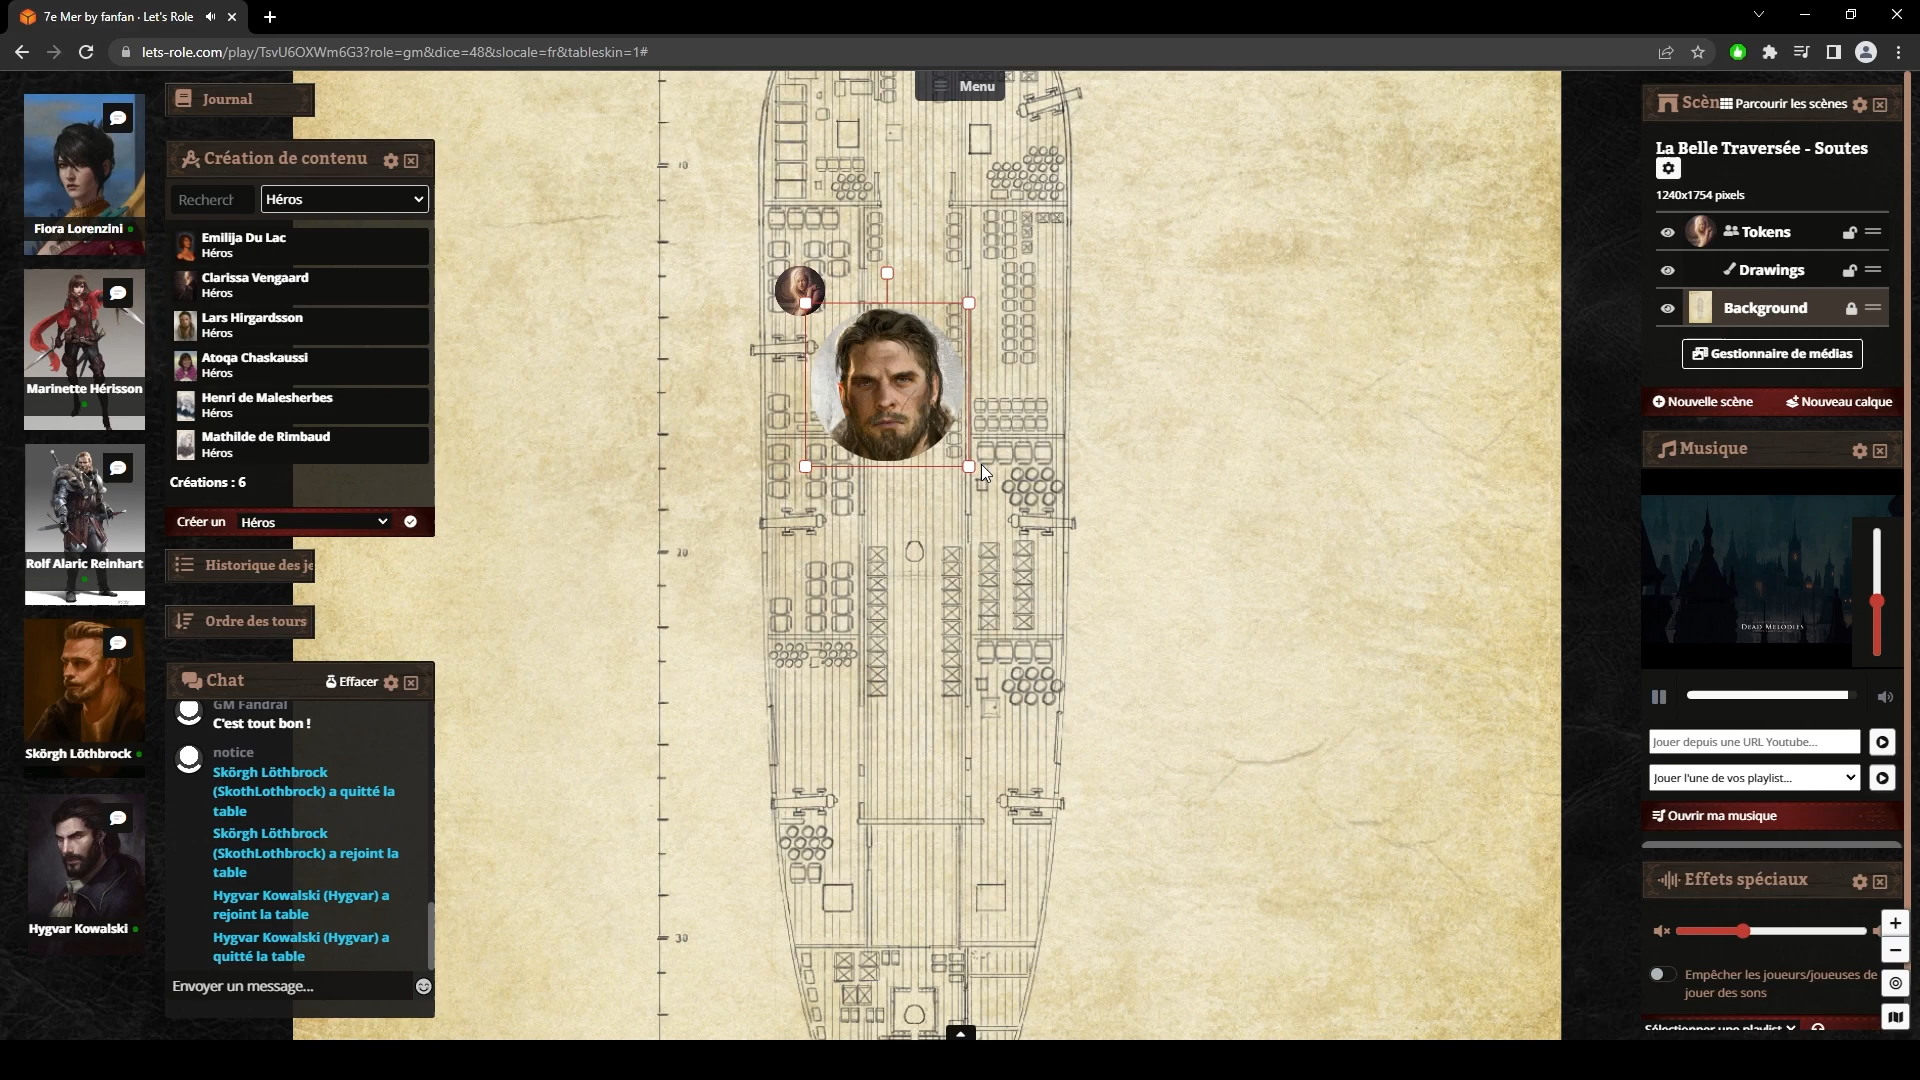 7e Mer by fanfan · Let's Role
lets-role.com/play/TsvU6OXWm6G3?role=gm&dice=48&slocale=fr&tableskin=1#
Fiora Lorenzini
Marinette Hérisson
Rolf Alaric Reinhart
Skörgh Löthbrock
Hygvar Kowalski
Journal
Création de contenu
Recherch
Héros
Emilija Du Lac
Héros
Clarissa Vengaard
Héros
Lars Hirgardsson
Héros
Atoqa Chaskaussi
Héros
Henri de Malesherbes
Héros
Mathilde de Rimbaud
Héros
Créations : 6
Créer un Héros
Historique des je
Ordre des tours
Chat
Effacer
GM Fandral
C'est tout bon !
notice
Skörgh Löthbrock
(SkothLothbrock) a quitté la
table
Skörgh Löthbrock
(SkothLothbrock) a rejoint la
table
Hygvar Kowalski (Hygvar) a
rejoint la table
Hygvar Kowalski (Hygvar) a
quitté la table
Envoyer un message...
Menu
10
20
30
Scèn
Parcourir les scènes
La Belle Traversée - Soutes
1240x1754 pixels
Tokens
Drawings
Background
Gestionnaire de médias
Nouvelle scène
Nouveau calque
Musique
DEAD MELODIES
Jouer depuis une URL Youtube...
Jouer l'une de vos playlist...
Ouvrir ma musique
Effets spéciaux
Empêcher les joueurs/joueuses de
jouer des sons
Sélectionner une playlist